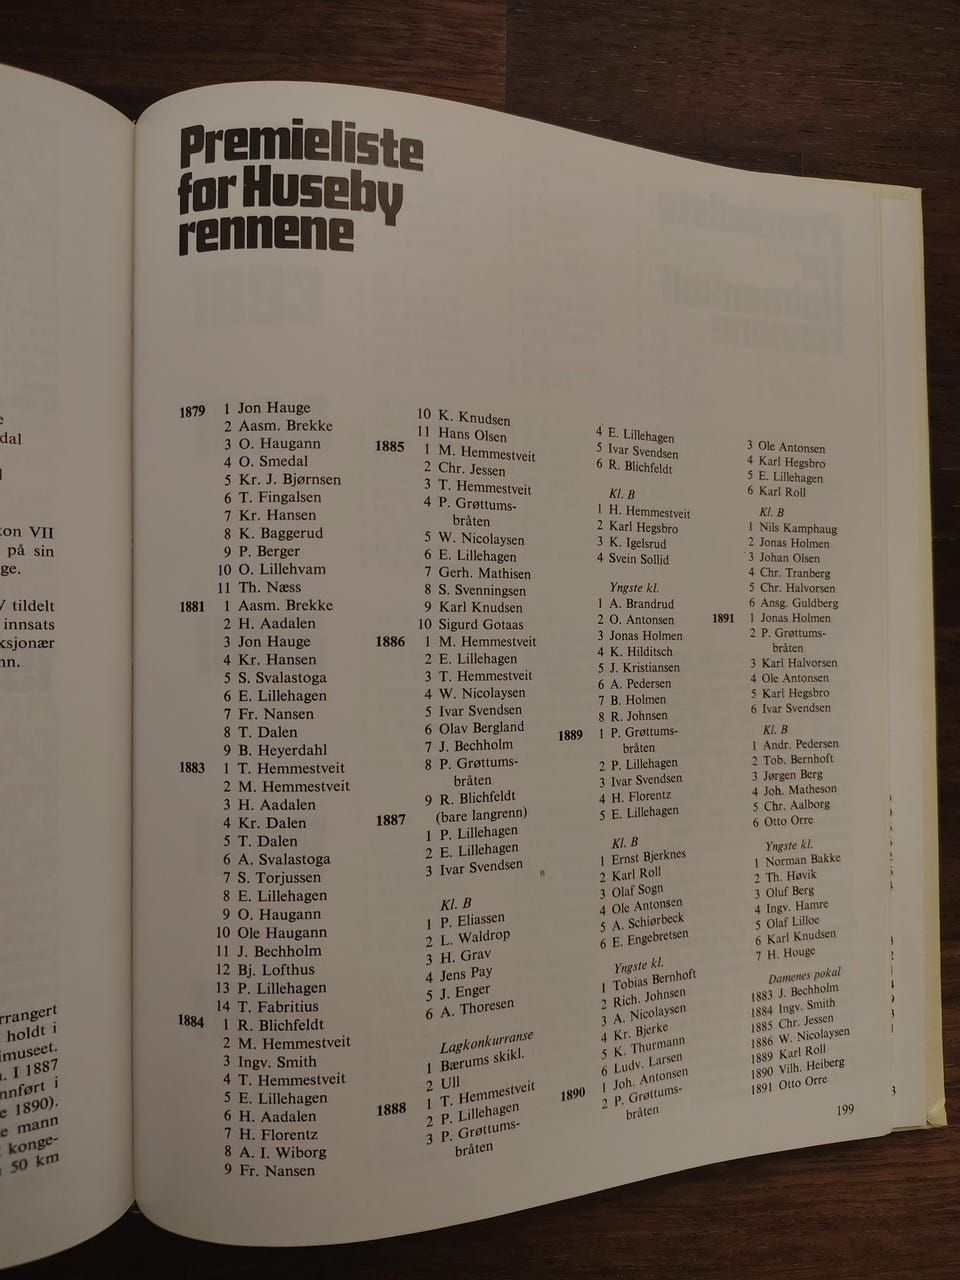 dal
kon VII
på sin
ge.
V tildelt
innsats
ksjonær
nn.
rrangert
holdt i
imuseet.
. I 1887
nnført i
e 1890).
e mann
konge-
50 km
Premieliste
for Huseby
rennene
1879 1 Jon Hauge
2 Aasm. Brekke
3 O. Haugann
4 O. Smedal
5 Kr. J. Bjørnsen
6 T. Fingalsen
7 Kr. Hansen
8 K. Baggerud
9 P. Berger
10 O. Lillehvam
11 Th. Næss
1881 1 Aasm. Brekke
2 H. Aadalen
3 Jon Hauge
4 Kr. Hansen
5 S. Svalastoga
6 E. Lillehagen
7 Fr. Nansen
8 T. Dalen
9 B. Heyerdahl
1883 1 T. Hemmestveit
2 M. Hemmestveit
3 H. Aadalen
4 Kr. Dalen
5 T. Dalen
6 A. Svalastoga
7 S. Torjussen
8 E. Lillehagen
9 O. Haugann
10 Ole Haugann
11 J. Bechholm
12 Bj. Lofthus
13 P. Lillehagen
14 T. Fabritius
1884 1 R. Blichfeldt
2 M. Hemmestveit
3 Ingv. Smith
4 T. Hemmestveit
5 E. Lillehagen
6 H. Aadalen
7 H. Florentz
8 A. I. Wiborg
9 Fr. Nansen
10 K. Knudsen
11 Hans Olsen
1885 1 M. Hemmestveit
2 Chr. Jessen
3 T. Hemmestveit
4 P. Grøttums-
bråten
5 W. Nicolaysen
6 E. Lillehagen
7 Gerh. Mathisen
8 S. Svenningsen
9 Karl Knudsen
10 Sigurd Gotaas
1886 1 M. Hemmestveit
2 E. Lillehagen
3 T. Hemmestveit
4 W. Nicolaysen
5 Ivar Svendsen
6 Olav Bergland
7 J. Bechholm
8 P. Grøttums-
bråten
9 R. Blichfeldt
1887 (bare langrenn)
1 P. Lillehagen
2 E. Lillehagen
3 Ivar Svendsen
Kl. B
1 P. Eliassen
2 L. Waldrop
3 H. Grav
4 Jens Pay
5 J. Enger
6 A. Thoresen
Lagkonkurranse
1 Bærums skikl.
2 Ull
1888 1 T. Hemmestveit
2 P. Lillehagen
3 P. Grøttums-
bråten
4 E. Lillehagen
5 Ivar Svendsen
6 R. Blichfeldt
Kl. B
1 H. Hemmestveit
2 Karl Hegsbro
3 K. Igelsrud
4 Svein Sollid
Yngste kl.
1 A. Brandrud
2 O. Antonsen
3 Jonas Holmen
4 K. Hilditsch
5 J. Kristiansen
6 A. Pedersen
7 B. Holmen
8 R. Johnsen
1889 1 P. Grøttums-
bråten
2 P. Lillehagen
3 Ivar Svendsen
4 H. Florentz
5 E. Lillehagen
Kl. B
1 Ernst Bjerknes
2 Karl Roll
3 Olaf Sogn
4 Ole Antonsen
5 A. Schiørbeck
6 E. Engebretsen
Yngste kl.
1 Tobias Bernhoft
2 Rich. Johnsen
3 A. Nicolaysen
4 Kr. Bjerke
5 K. Thurmann
6 Ludv. Larsen
1890 1 Joh. Antonsen
2 P. Grøttums-
bråten
3 Ole Antonsen
4 Karl Hegsbro
5 E. Lillehagen
6 Karl Roll
Kl. B
1 Nils Kamphaug
2 Jonas Holmen
3 Johan Olsen
4 Chr. Tranberg
5 Chr. Halvorsen
6 Ansg. Guldberg
1891 1 Jonas Holmen
2 P. Grøttums-
bråten
3 Karl Halvorsen
4 Ole Antonsen
5 Karl Hegsbro
6 Ivar Svendsen
Kl. B
1 Andr. Pedersen
2 Tob. Bernhoft
3 Jørgen Berg
4 Joh. Matheson
5 Chr. Aalborg
6 Otto Orre
Yngste kl.
1 Norman Bakke
2 Th. Høvik
3 Oluf Berg
4 Ingv. Hamre
5 Olaf Lilloe
6 Karl Knudsen
7 H. Houge
Damenes pokal
1883 J. Bechholm
1884 Ingv. Smith
1885 Chr. Jessen
1886 W. Nicolaysen
1889 Karl Roll
1890 Vilh. Heiberg
1891 Otto Orre
199